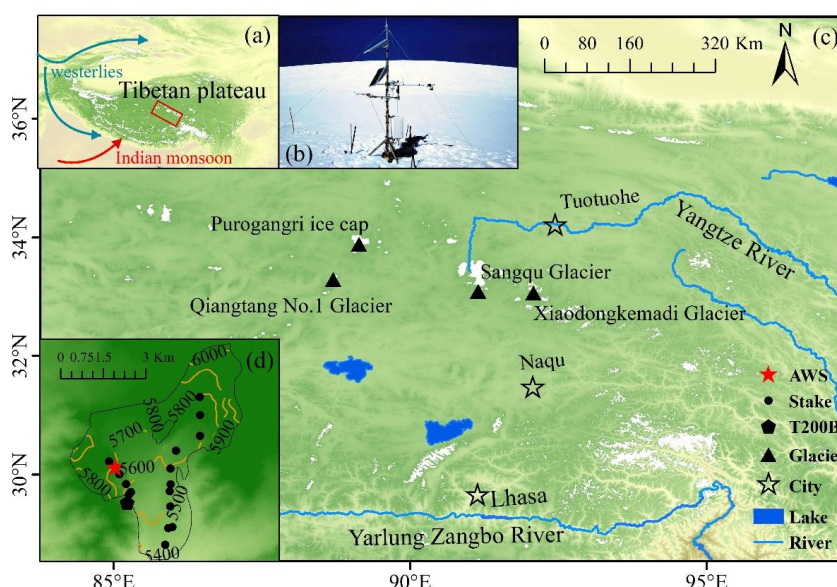 (a)
westerlies
Tibetan plateau
Indian monsoon
(b)
(c)
0 80 160 320 Km
N
36°N
34°N
32°N
30°N
85°E
90°E
95°E
Tuotuohe
Purogangri ice cap
Yangtze River
Sangqu Glacier
Qiangtang No.1 Glacier
Xiaodongkemadi Glacier
Naqu
Lhasa
Yarlung Zangbo River
(d)
0 0.751.5 3 Km
6000
5800
5800
5700
5900
5600
5800
5500
5400
AWS
Stake
T200B
Glacier
City
Lake
River